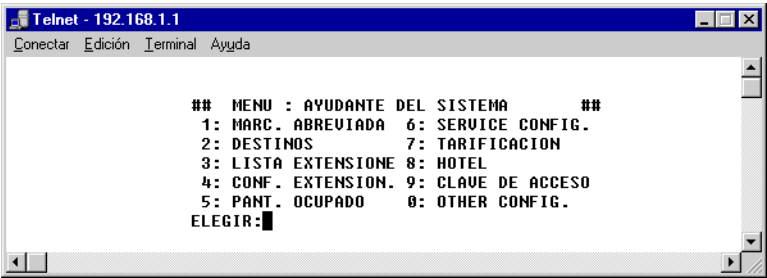 Telnet - 192.168.1.1
Conectar Edición Terminal Ayuda
## MENU : AYUDANTE DEL SISTEMA ##
1: MARC. ABREVIADA 6: SERVICE CONFIG.
2: DESTINOS 7: TARIFICACION
3: LISTA EXTENSIONE 8: HOTEL
4: CONF. EXTENSION. 9: CLAVE DE ACCESO
5: PANT. OCUPADO 0: OTHER CONFIG.
ELEGIR: